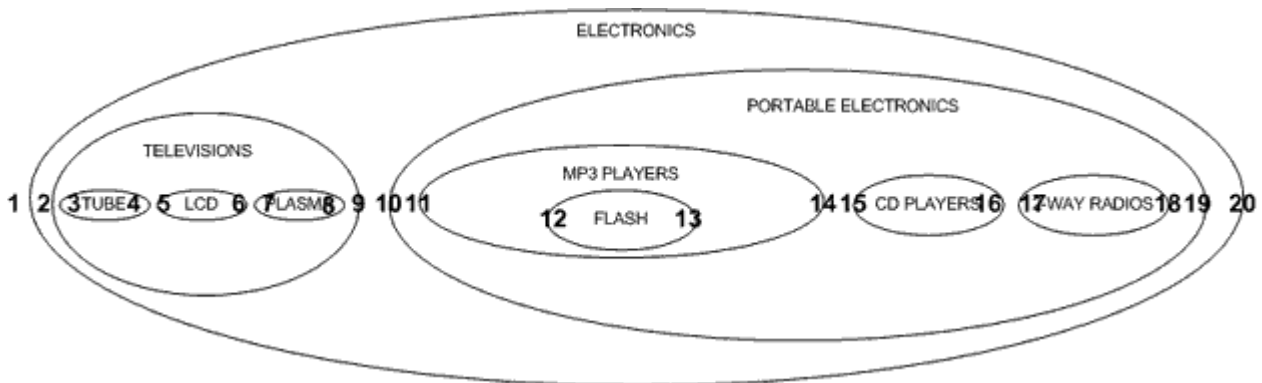 ELECTRONICS
PORTABLE ELECTRONICS
TELEVISIONS
MP3 PLAYERS
1 2 3 TUBE 4 5 LCD 6 7 PLASMA 8 9 10 11 14 15 CD PLAYERS 16 17 2-WAY RADIOS 18 19 20
12 FLASH 13